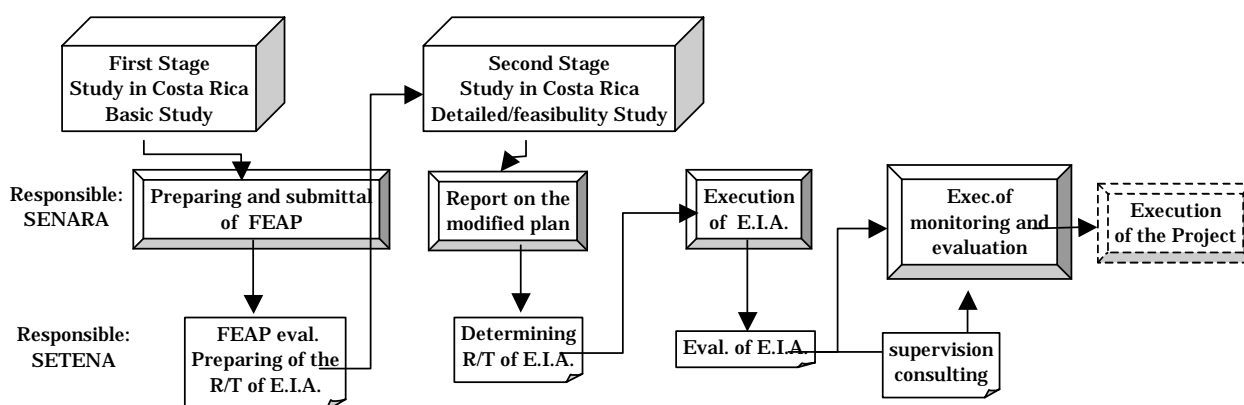 First Stage
Study in Costa Rica
Basic Study
Second Stage
Study in Costa Rica
Detailed/feasibulity Study
Responsible:
SENARA
Preparing and submittal
of FEAP
Report on the
modified plan
Execution
of E.I.A.
Exec.of
monitoring and
evaluation
Execution
of the Project
Responsible:
SETENA
FEAP eval.
Preparing of the
R/T of E.I.A.
Determining
R/T of E.I.A.
Eval. of E.I.A.
supervision
consulting